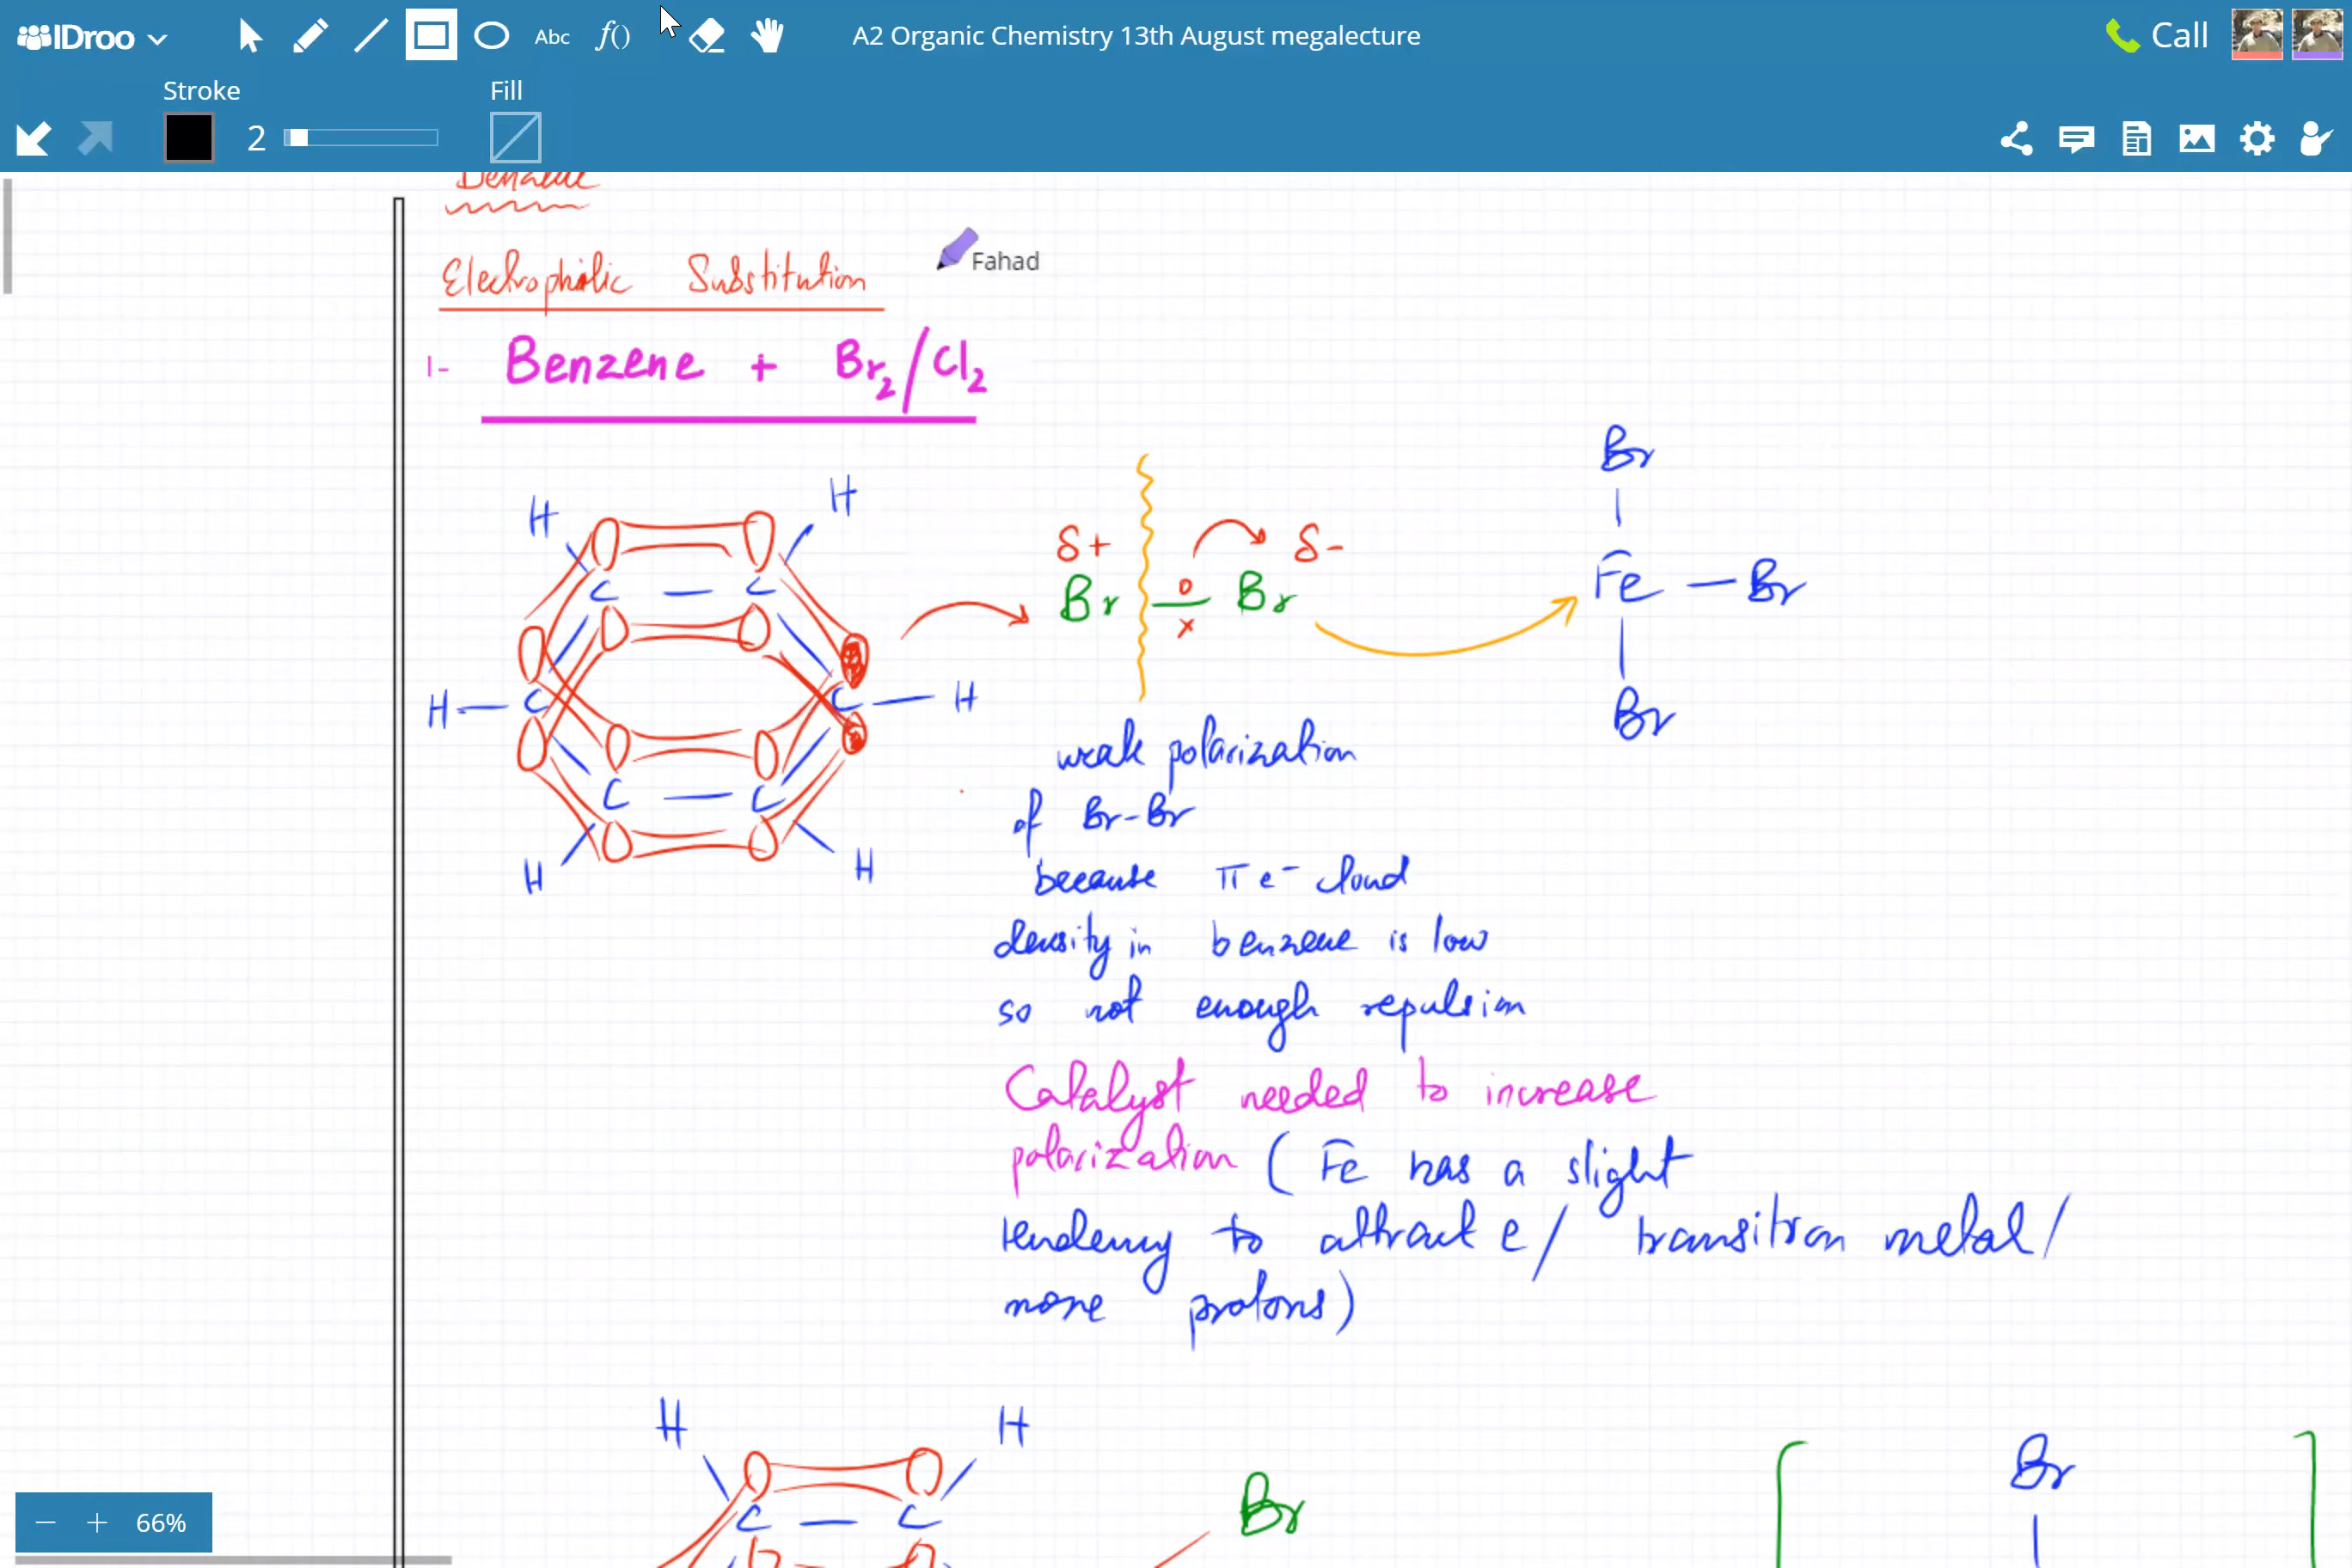 IDroo
Abc
f()
A2 Organic Chemistry 13th August megalecture
Call
Stroke
Fill
2
Electrophilic Substitution
Fahad
1- Benzene + Br2/Cl2
Br
H H
δ+ δ-
C — C
Br — Br
Fe — Br
H — C C — H
Br
C — C
H H
weak polarization
of Br-Br
because π e- cloud
density in benzene is low
so not enough repulsion
Catalyst needed to increase
polarization ( Fe has a slight
tendency to attract e/ transition metal/
more protons)
H H
Br
Br
C — C
66%